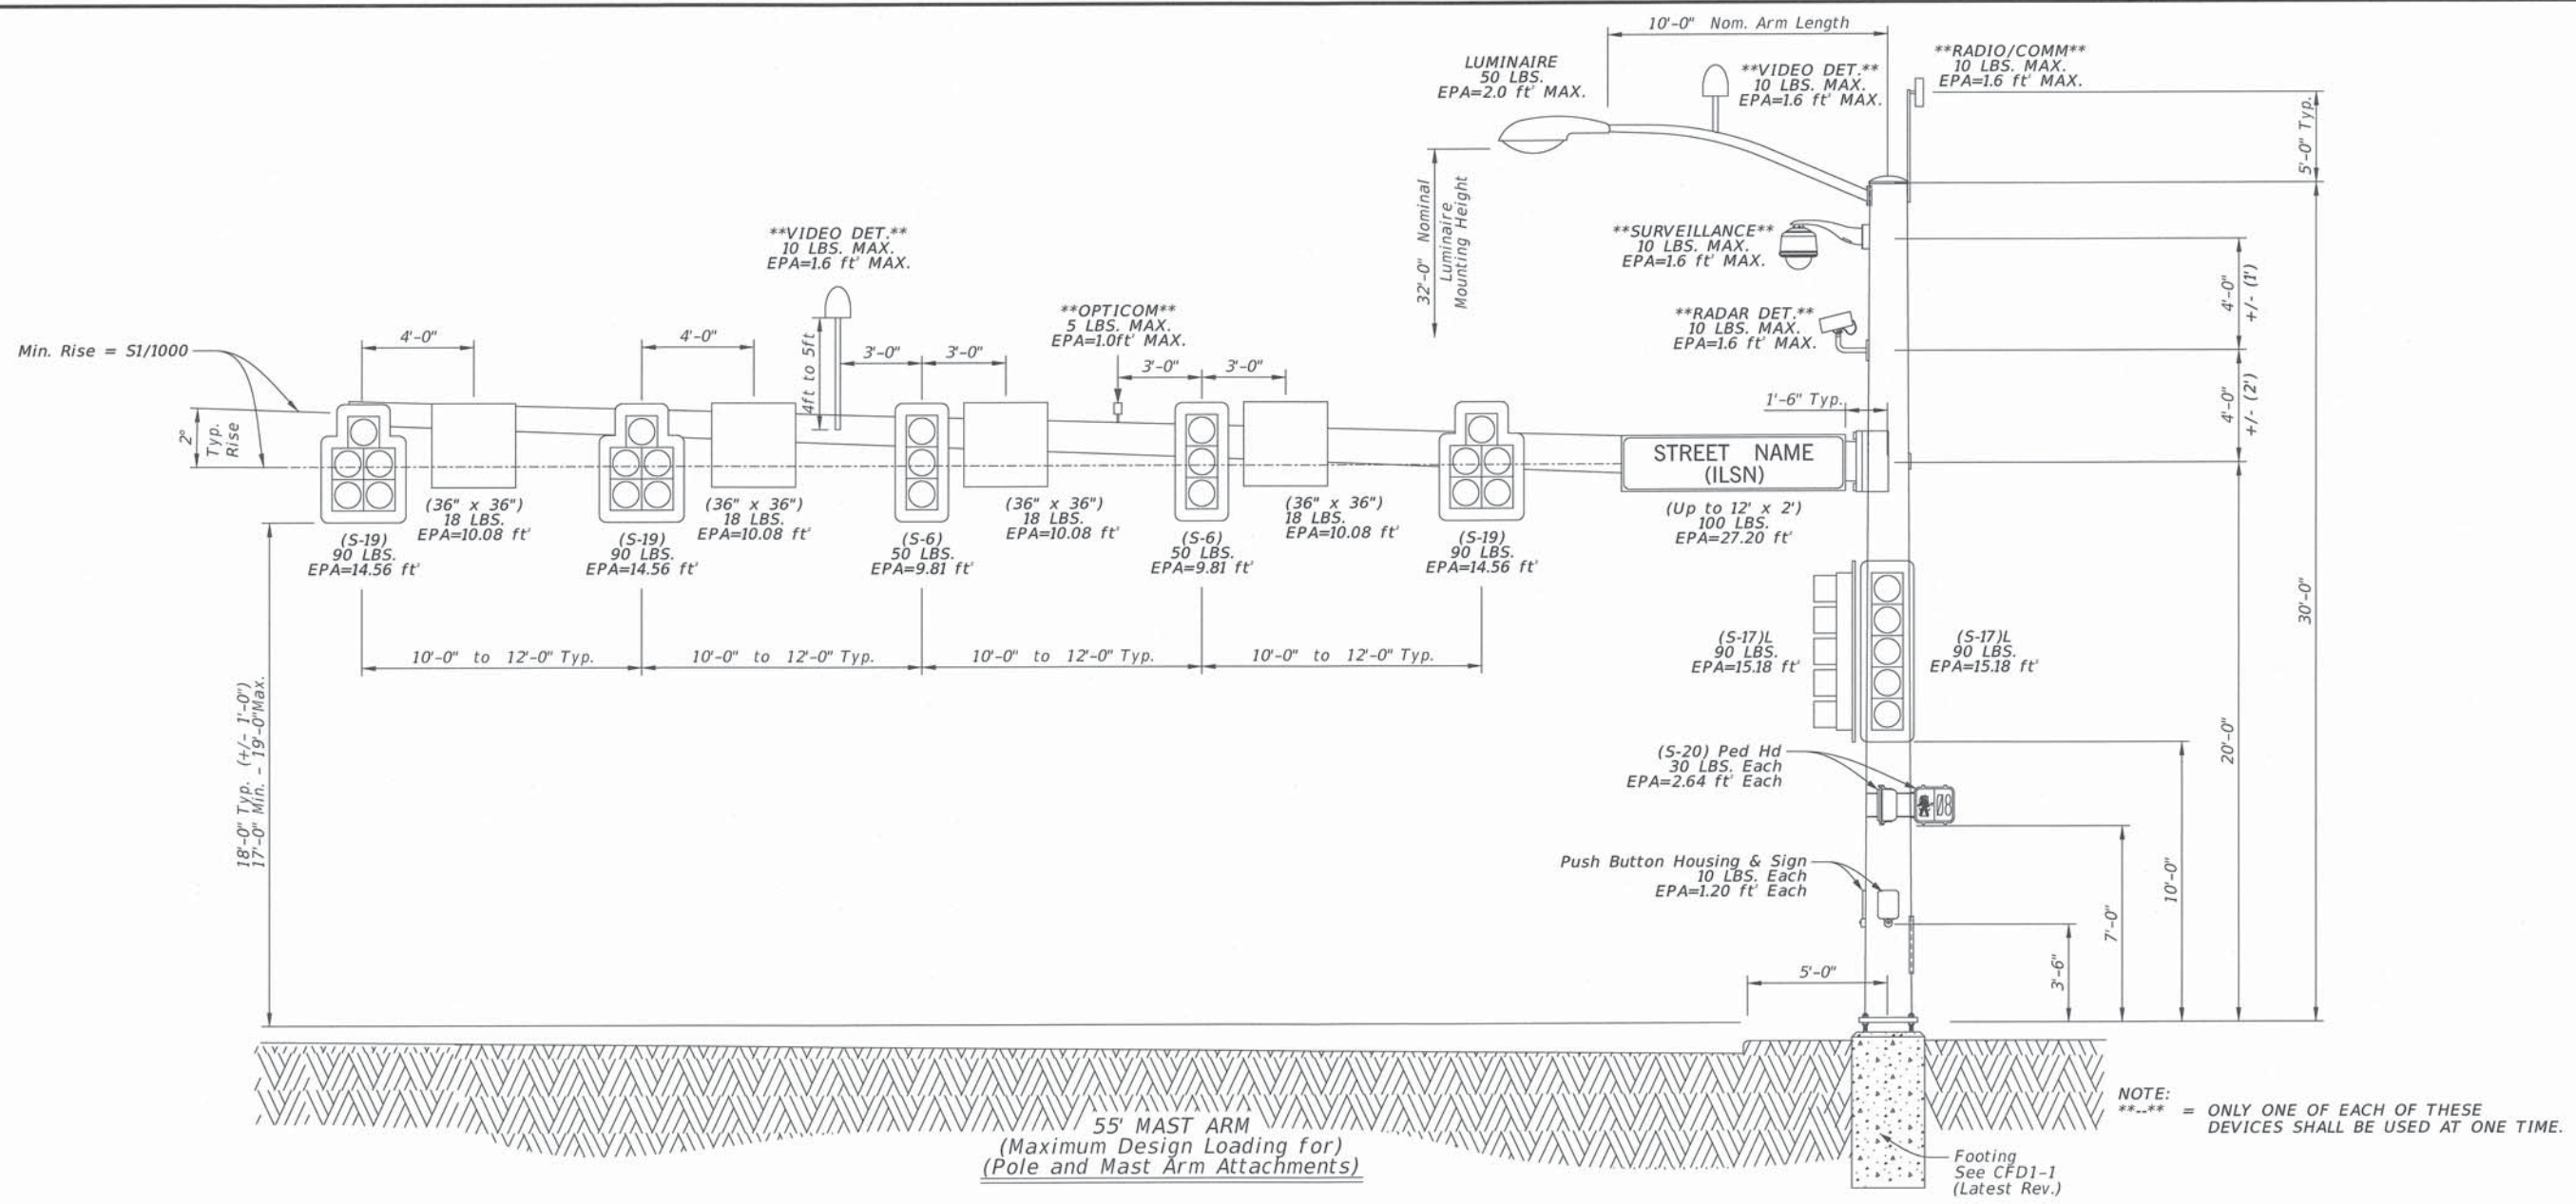 10'-0" Nom. Arm Length
LUMINAIRE
50 LBS.
EPA=2.0 ft² MAX.
**VIDEO DET.**
10 LBS. MAX.
EPA=1.6 ft² MAX.
**RADIO/COMM**
10 LBS. MAX.
EPA=1.6 ft² MAX.
5'-0" Typ.
32'-0" Nominal
Luminaire
Mounting Height
**SURVEILLANCE**
10 LBS. MAX.
EPA=1.6 ft² MAX.
**RADAR DET.**
10 LBS. MAX.
EPA=1.6 ft² MAX.
4'-0"
+/- (1')
4'-0"
+/- (2')
**VIDEO DET.**
10 LBS. MAX.
EPA=1.6 ft² MAX.
**OPTICOM**
5 LBS. MAX.
EPA=1.0ft² MAX.
Min. Rise = S1/1000
4'-0"
4'-0"
4ft to 5ft
3'-0"
3'-0"
3'-0"
3'-0"
1'-6" Typ.
2°
Typ.
Rise
STREET NAME
(ILSN)
(S-19)
90 LBS.
EPA=14.56 ft²
(36" x 36")
18 LBS.
EPA=10.08 ft²
(S-19)
90 LBS.
EPA=14.56 ft²
(36" x 36")
18 LBS.
EPA=10.08 ft²
(S-6)
50 LBS.
EPA=9.81 ft²
(36" x 36")
18 LBS.
EPA=10.08 ft²
(S-6)
50 LBS.
EPA=9.81 ft²
(36" x 36")
18 LBS.
EPA=10.08 ft²
(S-19)
90 LBS.
EPA=14.56 ft²
(Up to 12' x 2')
100 LBS.
EPA=27.20 ft²
30'-0"
10'-0" to 12'-0" Typ.
10'-0" to 12'-0" Typ.
10'-0" to 12'-0" Typ.
10'-0" to 12'-0" Typ.
(S-17)L
90 LBS.
EPA=15.18 ft²
(S-17)L
90 LBS.
EPA=15.18 ft²
18'-0" Typ. (+/- 1'-0")
17'-0" Min. - 19'-0"Max.
20'-0"
(S-20) Ped Hd
30 LBS. Each
EPA=2.64 ft² Each
08
Push Button Housing & Sign
10 LBS. Each
EPA=1.20 ft² Each
10'-0"
7'-0"
3'-6"
5'-0"
55' MAST ARM
(Maximum Design Loading for)
(Pole and Mast Arm Attachments)
NOTE:
**--** = ONLY ONE OF EACH OF THESE
DEVICES SHALL BE USED AT ONE TIME.
Footing
See CFD1-1
(Latest Rev.)